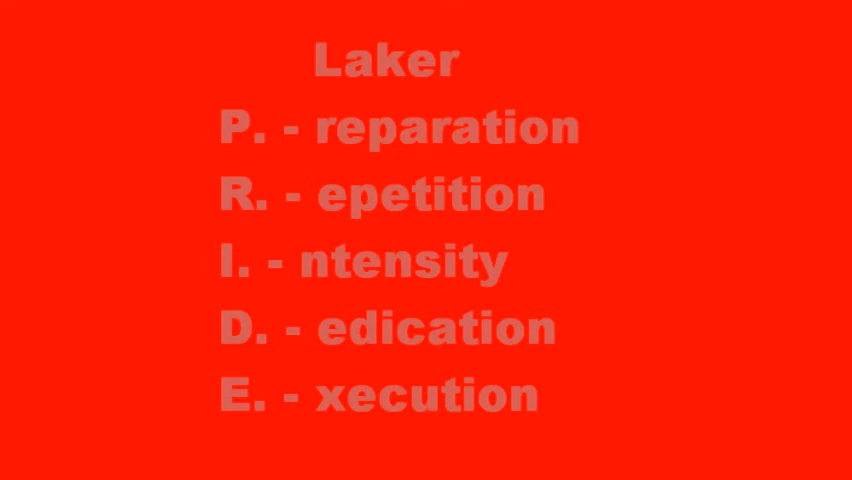 Laker
P. - reparation
R. - epetition
I. - ntensity
D. - edication
E. - xecution